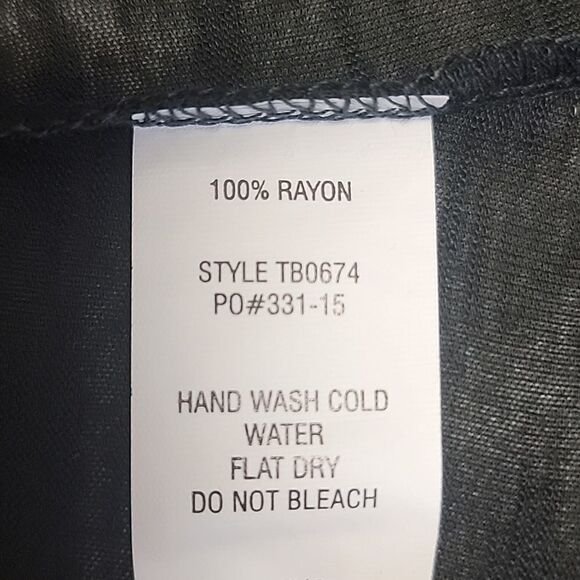 100% RAYON
STYLE TB0674
PO#331-15
HAND WASH COLD
WATER
FLAT DRY
DO NOT BLEACH